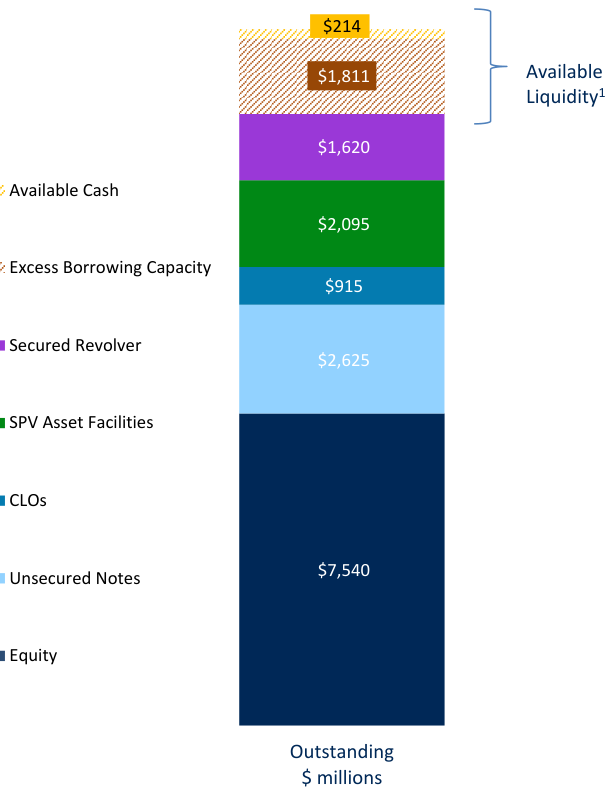 $214
$1,811
Available
Liquidity¹
$1,620
Available Cash
$2,095
Excess Borrowing Capacity
$915
Secured Revolver
$2,625
SPV Asset Facilities
CLOs
$7,540
Unsecured Notes
Equity
Outstanding
$ millions